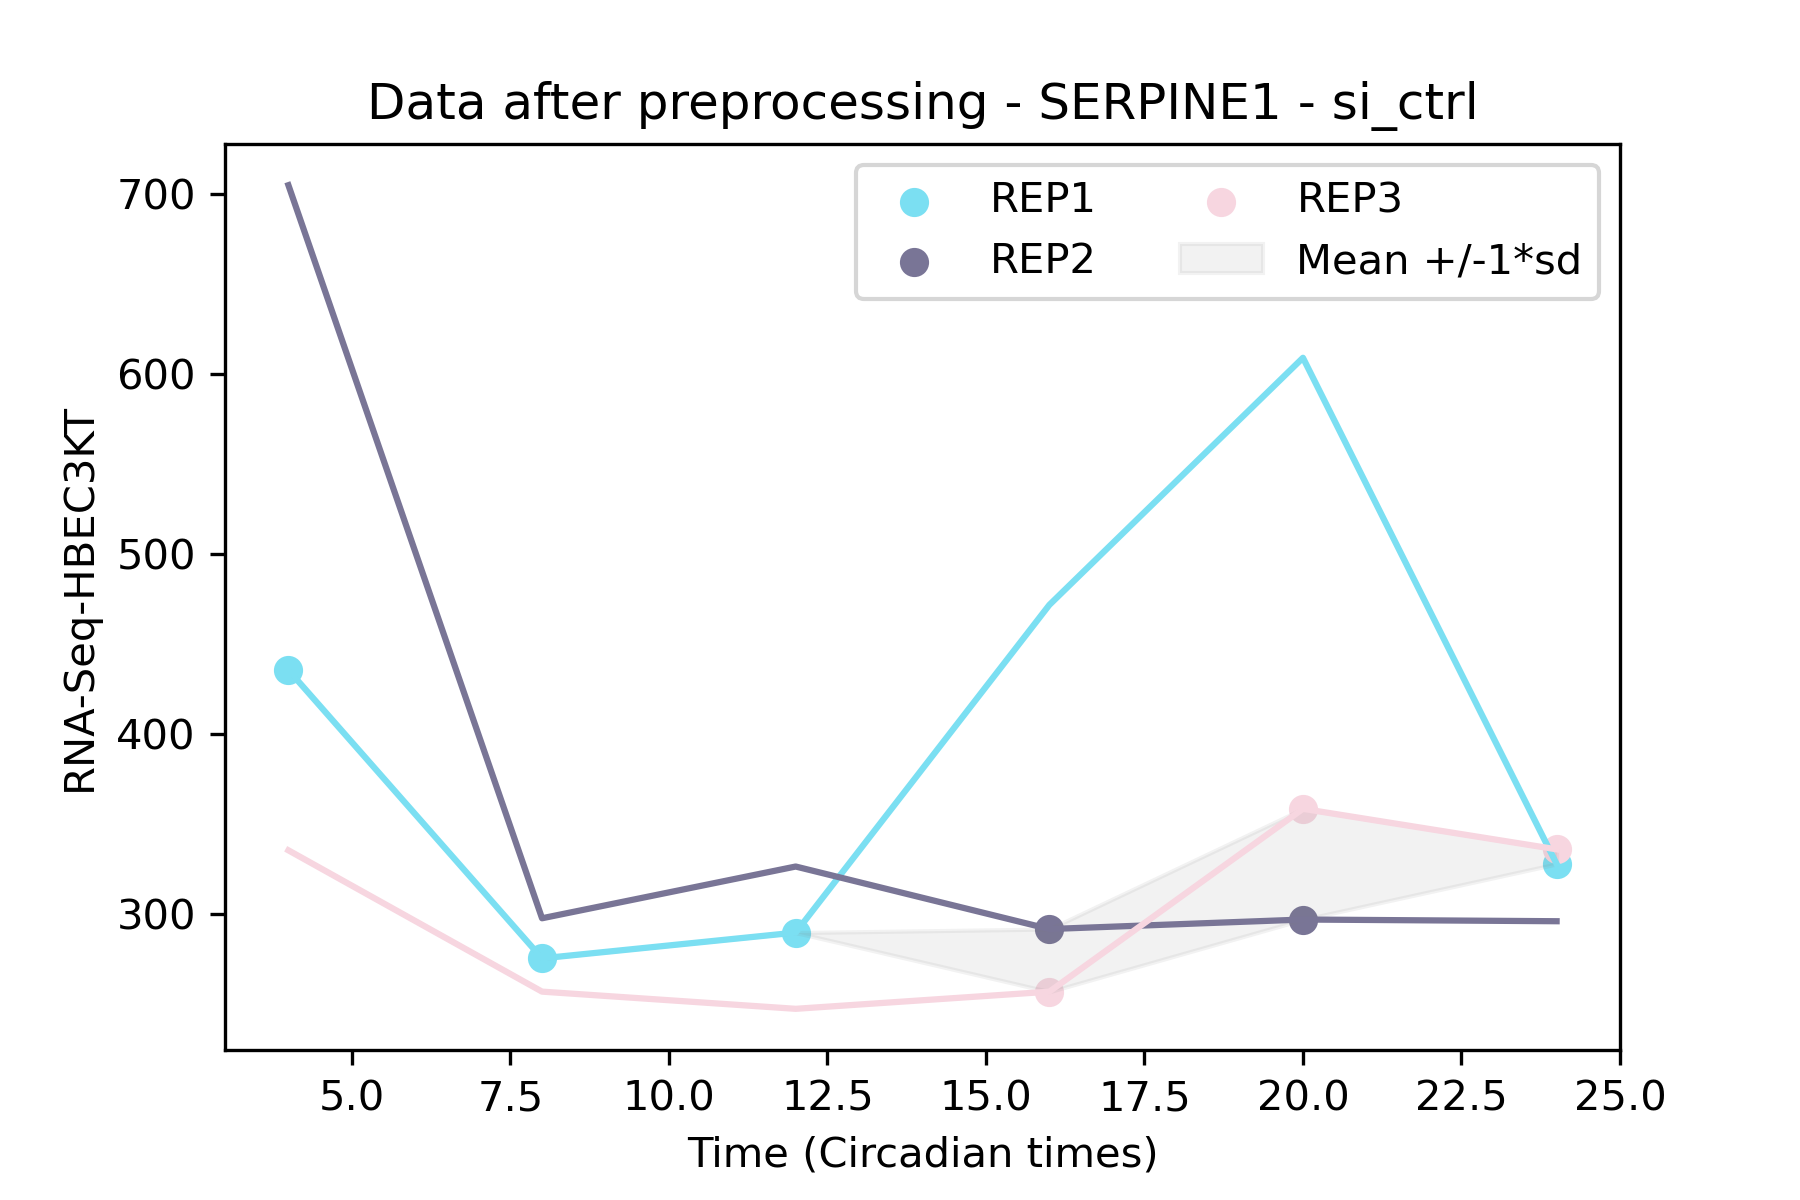 Data after preprocessing - SERPINE1 - si_ctrl
REP1
REP2
REP3
Mean +/-1*sd
700
600
500
400
300
RNA-Seq-HBEC3KT
5.0 7.5 10.0 12.5 15.0 17.5 20.0 22.5 25.0
Time (Circadian times)